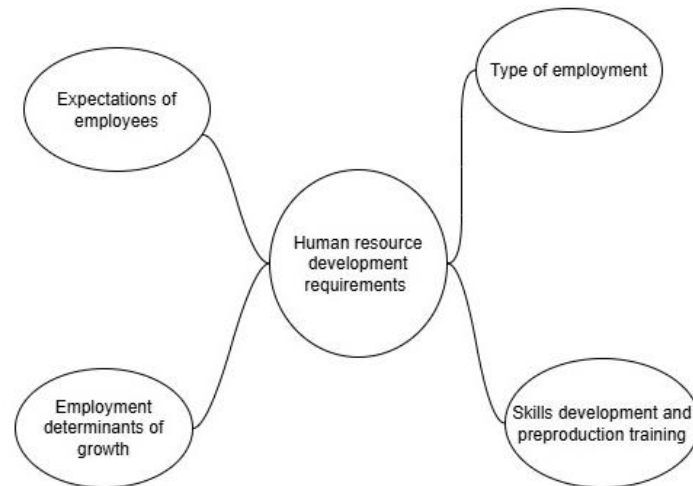 Expectations of
employees
Type of employment
Human resource
development
requirements
Employment
determinants of
growth
Skills development and
preproduction training